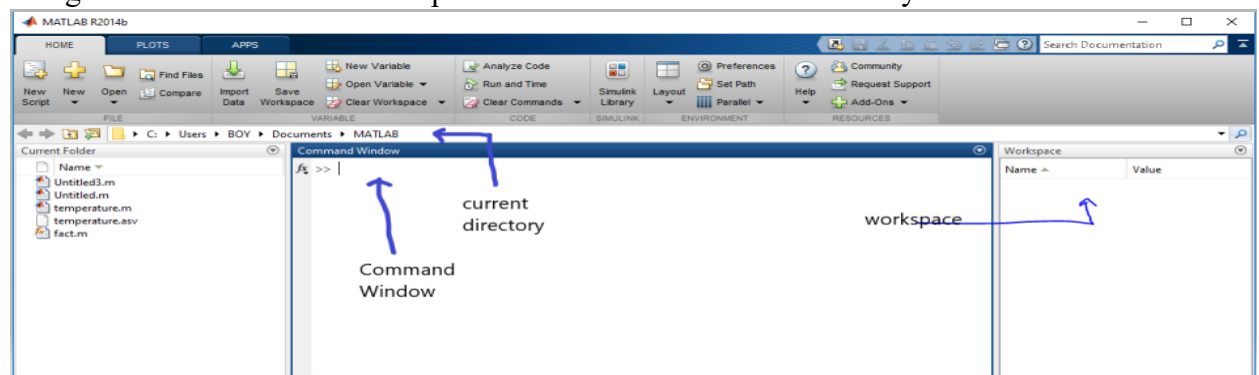 MATLAB R2014b
HOME PLOTS APPS
Search Documentation
New Script
New
Open
Find Files
Compare
Import Data
Save Workspace
New Variable
Open Variable
Clear Workspace
Analyze Code
Run and Time
Clear Commands
Simulink Library
Layout
Preferences
Set Path
Parallel
Help
Community
Request Support
Add-Ons
FILE VARIABLE CODE SIMULINK ENVIRONMENT RESOURCES
C: Users BOY Documents MATLAB
Current Folder
Name
Untitled3.m
Untitled.m
temperature.m
temperature.asv
fact.m
Command Window
fx >>
current
directory
Command
Window
workspace
Workspace
Name Value